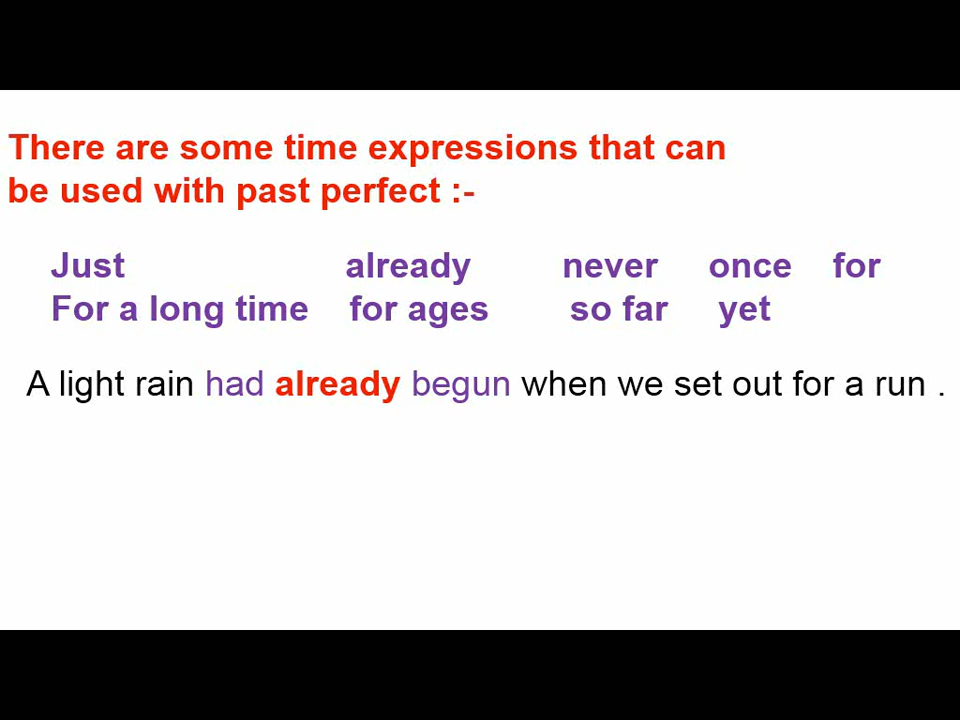 There are some time expressions that can
be used with past perfect :-
Just already never once for
For a long time for ages so far yet
A light rain had already begun when we set out for a run .